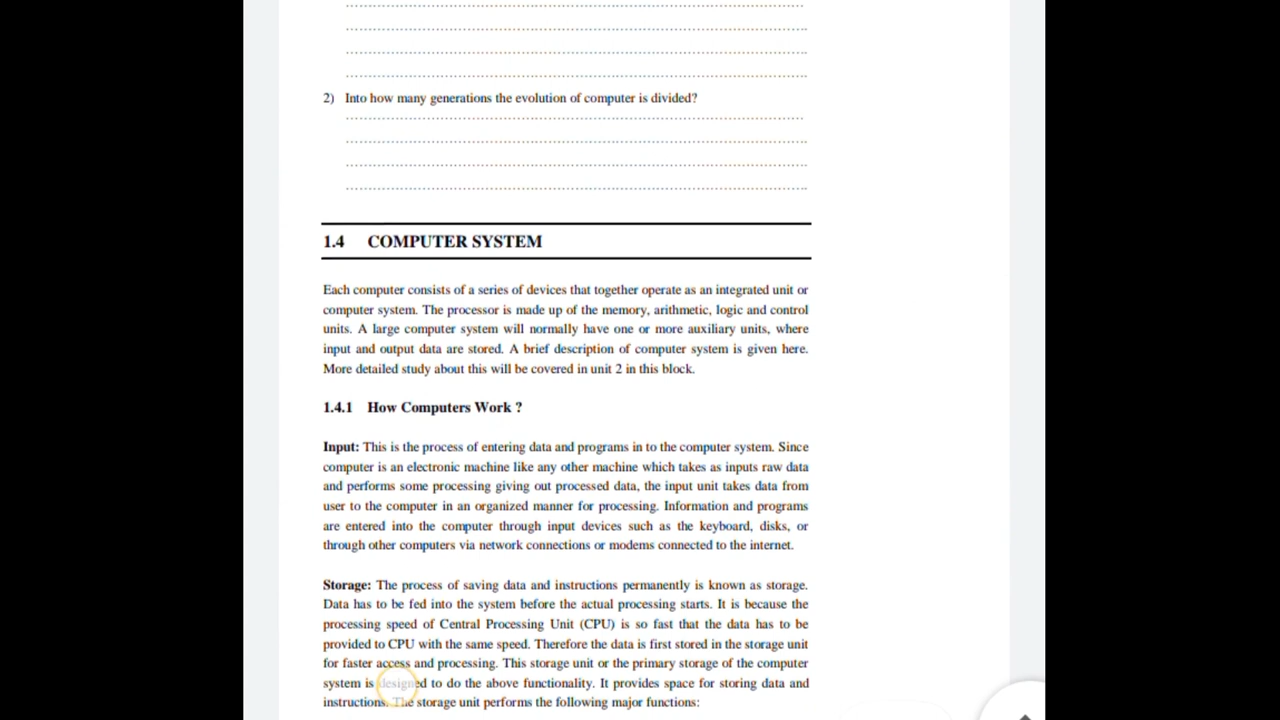 2) Into how many generations the evolution of computer is divided?
1.4 COMPUTER SYSTEM
Each computer consists of a series of devices that together operate as an integrated unit or
computer system. The processor is made up of the memory, arithmetic, logic and control
units. A large computer system will normally have one or more auxiliary units, where
input and output data are stored. A brief description of computer system is given here.
More detailed study about this will be covered in unit 2 in this block.
1.4.1 How Computers Work ?
Input: This is the process of entering data and programs in to the computer system. Since
computer is an electronic machine like any other machine which takes as inputs raw data
and performs some processing giving out processed data, the input unit takes data from
user to the computer in an organized manner for processing. Information and programs
are entered into the computer through input devices such as the keyboard, disks, or
through other computers via network connections or modems connected to the internet.
Storage: The process of saving data and instructions permanently is known as storage.
Data has to be fed into the system before the actual processing starts. It is because the
processing speed of Central Processing Unit (CPU) is so fast that the data has to be
provided to CPU with the same speed. Therefore the data is first stored in the storage unit
for faster access and processing. This storage unit or the primary storage of the computer
system is designed to do the above functionality. It provides space for storing data and
instructions. The storage unit performs the following major functions: